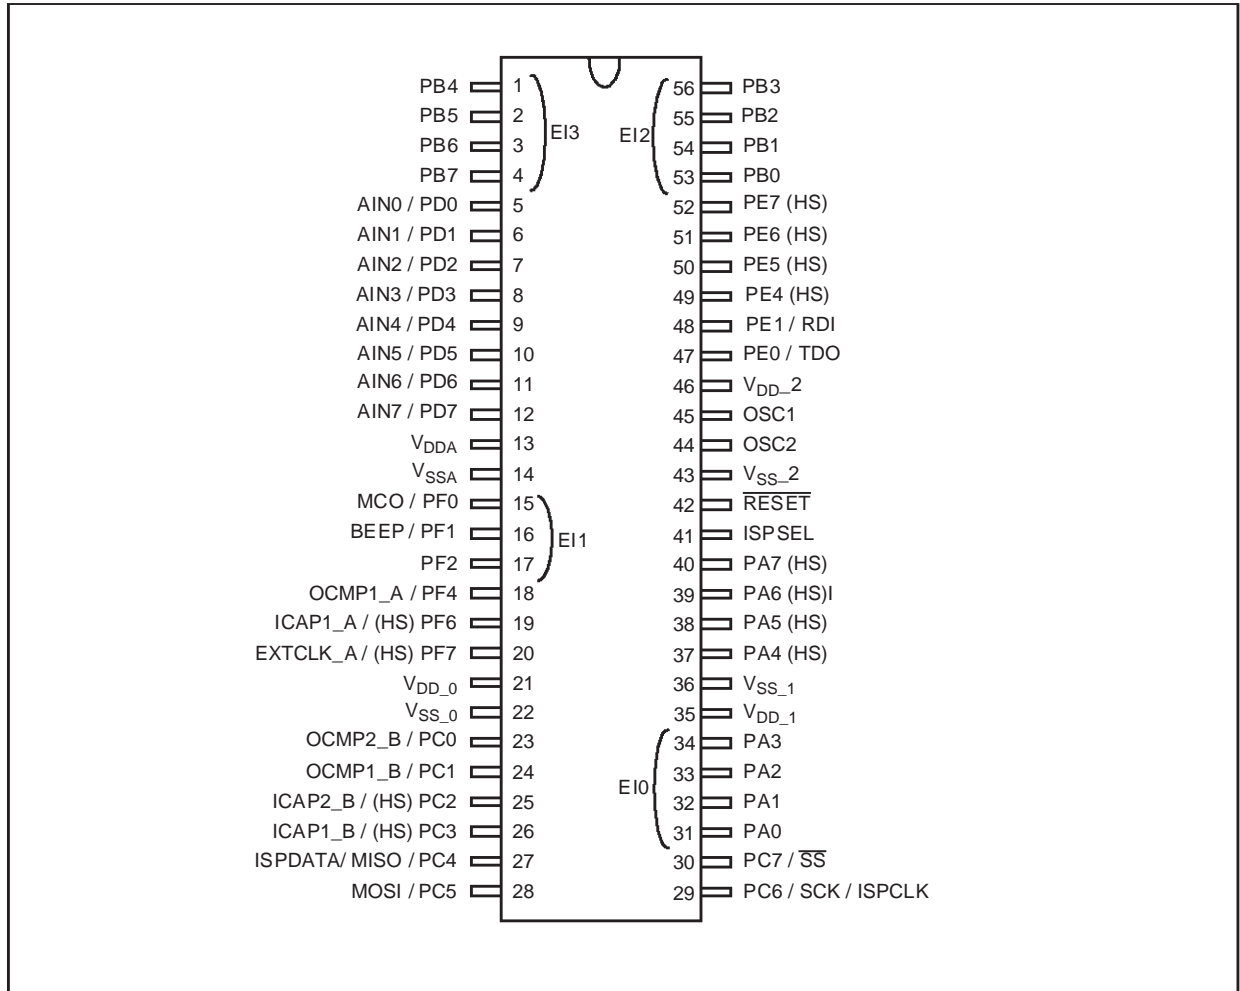 PB4 1 56 PB3
PB5 2 55 PB2
EI3 EI2
PB6 3 54 PB1
PB7 4 53 PB0
AIN0 / PD0 5 52 PE7 (HS)
AIN1 / PD1 6 51 PE6 (HS)
AIN2 / PD2 7 50 PE5 (HS)
AIN3 / PD3 8 49 PE4 (HS)
AIN4 / PD4 9 48 PE1 / RDI
AIN5 / PD5 10 47 PE0 / TDO
AIN6 / PD6 11 46 VDD_2
AIN7 / PD7 12 45 OSC1
VDDA 13 44 OSC2
VSSA 14 43 VSS_2
MCO / PF0 15 42 RESET
BEEP / PF1 16 41 ISPSEL
EI1
PF2 17 40 PA7 (HS)
OCMP1_A / PF4 18 39 PA6 (HS)I
ICAP1_A / (HS) PF6 19 38 PA5 (HS)
EXTCLK_A / (HS) PF7 20 37 PA4 (HS)
VDD_0 21 36 VSS_1
VSS_0 22 35 VDD_1
OCMP2_B / PC0 23 34 PA3
OCMP1_B / PC1 24 33 PA2
EI0
ICAP2_B / (HS) PC2 25 32 PA1
ICAP1_B / (HS) PC3 26 31 PA0
ISPDATA/ MISO / PC4 27 30 PC7 / SS
MOSI / PC5 28 29 PC6 / SCK / ISPCLK